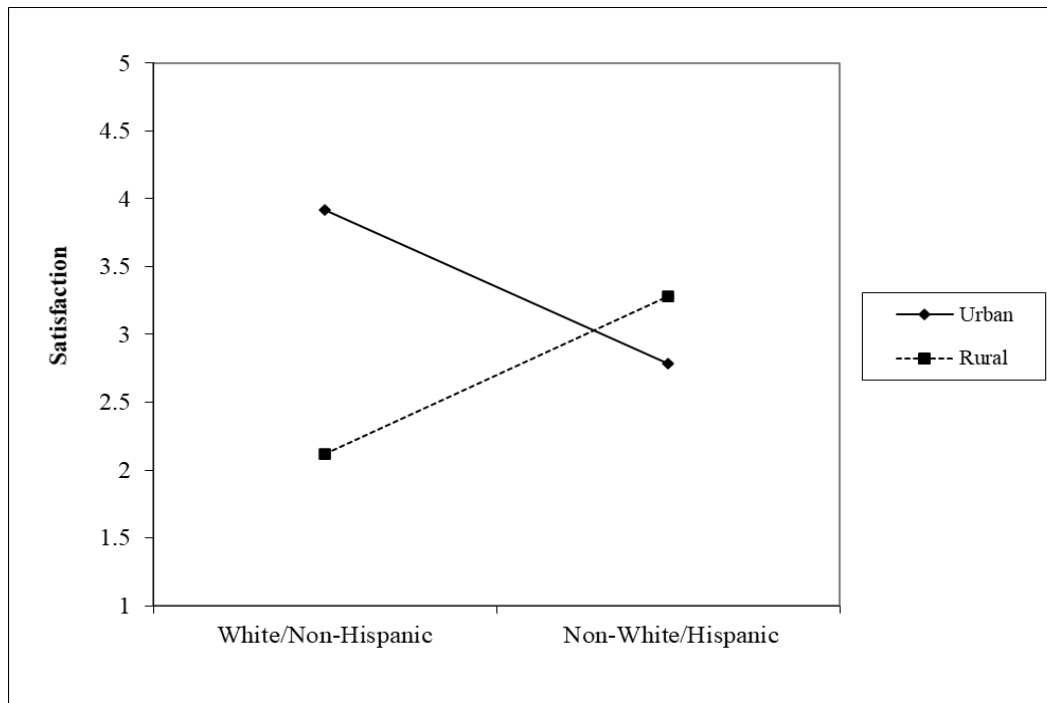 5
4.5
4
3.5
3
2.5
2
1.5
1
Satisfaction
White/Non-Hispanic
Non-White/Hispanic
Urban
Rural